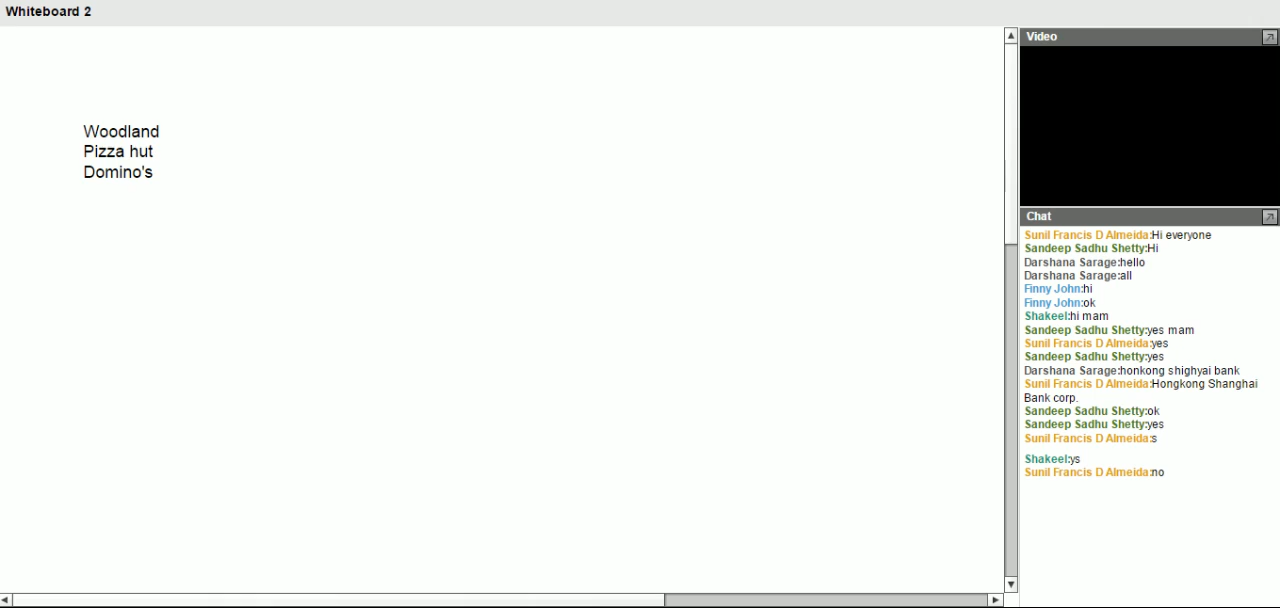 Whiteboard 2
Woodland
Pizza hut
Domino's
Video
Chat
Sunil Francis D Almeida:Hi everyone
Sandeep Sadhu Shetty:Hi
Darshana Sarage:hello
Darshana Sarage:all
Finny John:hi
Finny John:ok
Shakeel:hi mam
Sandeep Sadhu Shetty:yes mam
Sunil Francis D Almeida:yes
Sandeep Sadhu Shetty:yes
Darshana Sarage:honkong shighyai bank
Sunil Francis D Almeida:Hongkong Shanghai
Bank corp.
Sandeep Sadhu Shetty:ok
Sandeep Sadhu Shetty:yes
Sunil Francis D Almeida:s
Shakeel:ys
Sunil Francis D Almeida:no